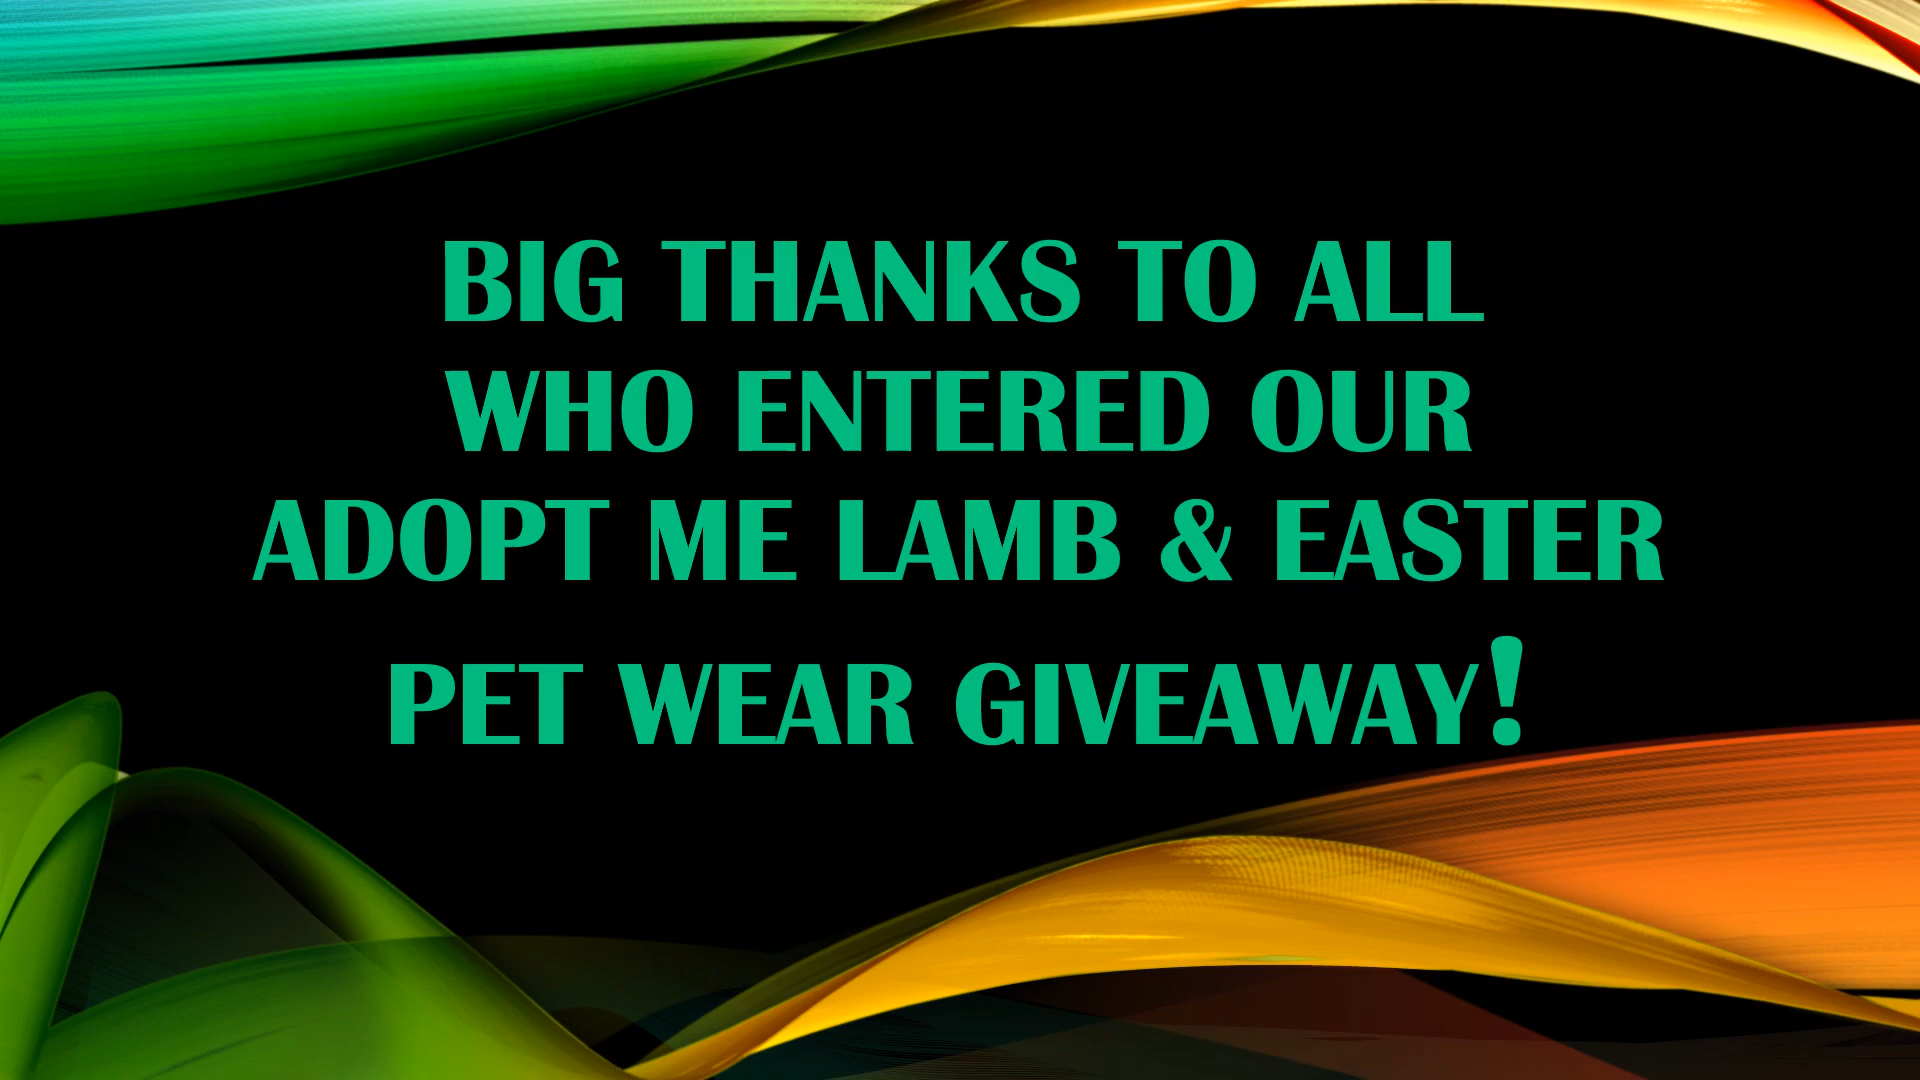 BIG THANKS TO ALL
WHO ENTERED OUR
ADOPT ME LAMB & EASTER
PET WEAR GIVEAWAY!